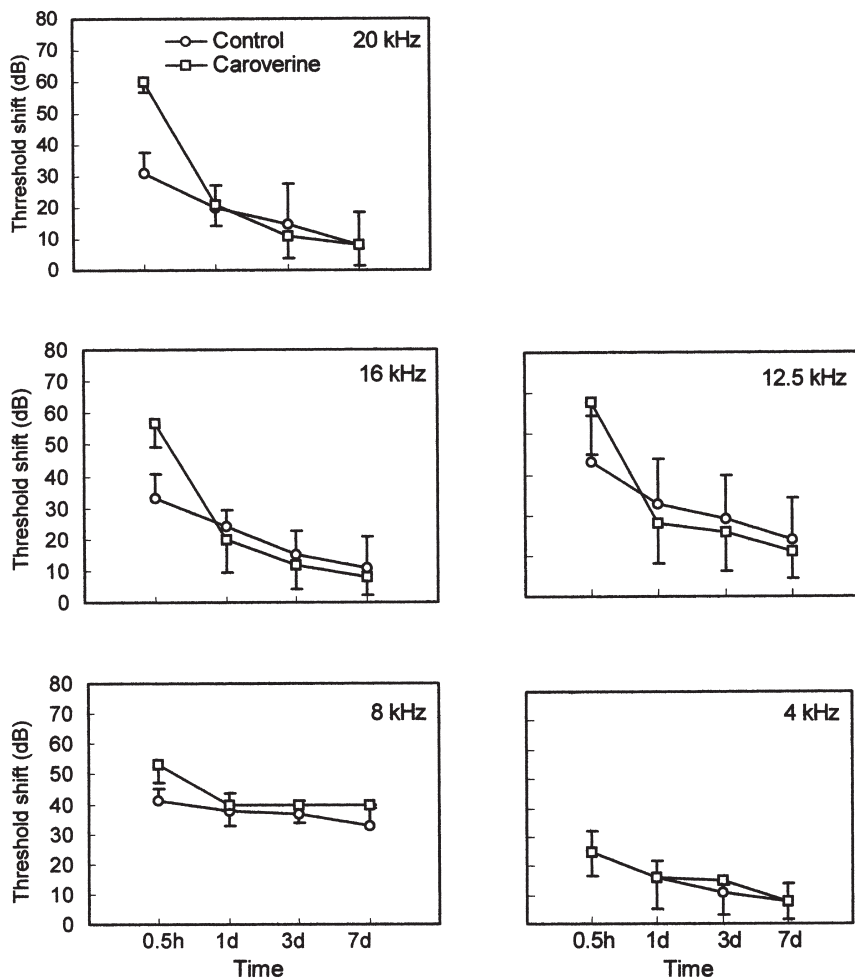 80
70
60
50
40
30
20
10
0
Thrreshold shift (dB)
Control
Caroverine
20 kHz
80
70
60
50
40
30
20
10
0
Threshold shift (dB)
16 kHz
12.5 kHz
80
70
60
50
40
30
20
10
0
Threshold shift (dB)
8 kHz
0.5h 1d 3d 7d
Time
4 kHz
0.5h 1d 3d 7d
Time